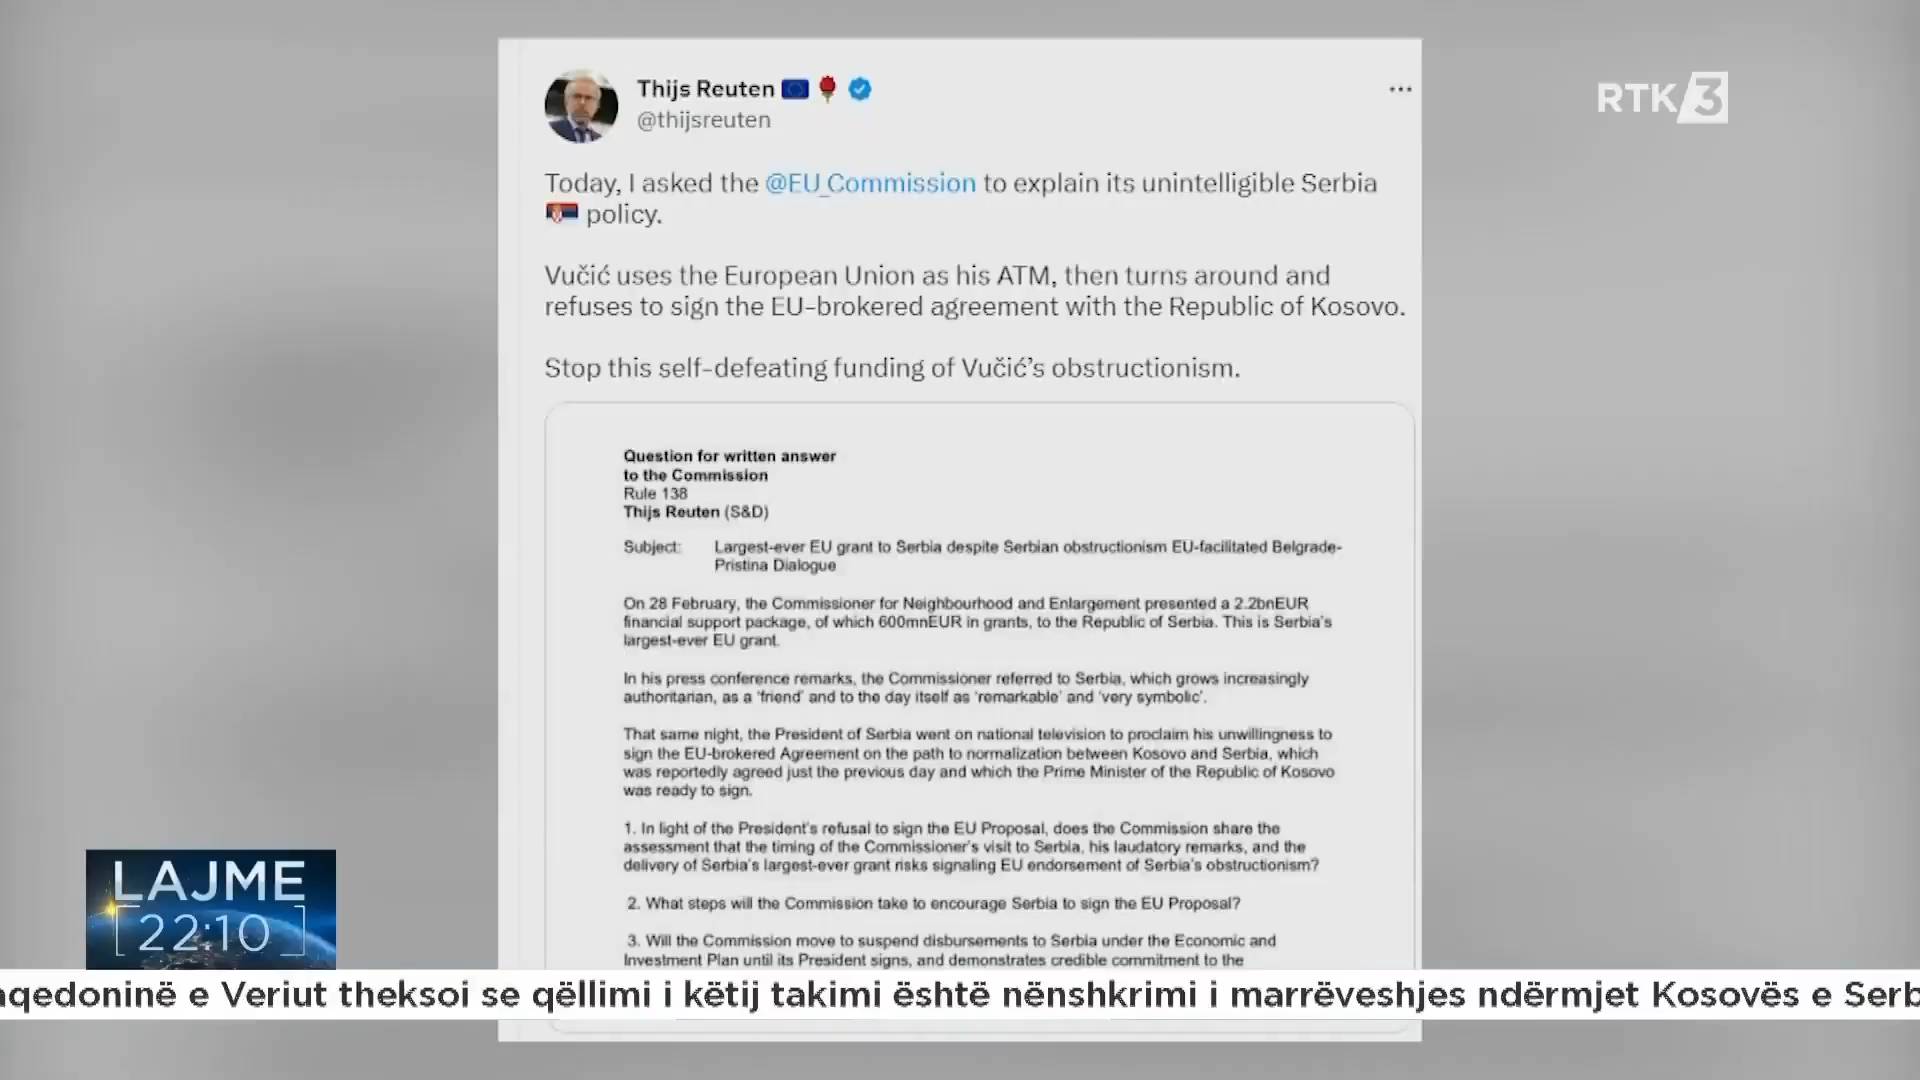 Thijs Reuten
@thijsreuten
RTK 3
Today, I asked the @EU_Commission to explain its unintelligible Serbia
policy.
Vučić uses the European Union as his ATM, then turns around and
refuses to sign the EU-brokered agreement with the Republic of Kosovo.
Stop this self-defeating funding of Vučić’s obstructionism.
Question for written answer
to the Commission
Rule 138
Thijs Reuten (S&D)
Subject: Largest-ever EU grant to Serbia despite Serbian obstructionism EU-facilitated Belgrade-
Pristina Dialogue
On 28 February, the Commissioner for Neighbourhood and Enlargement presented a 2.2bnEUR
financial support package, of which 600mnEUR in grants, to the Republic of Serbia. This is Serbia's
largest-ever EU grant.
In his press conference remarks, the Commissioner referred to Serbia, which grows increasingly
authoritarian, as a 'friend' and to the day itself as 'remarkable' and 'very symbolic'.
That same night, the President of Serbia went on national television to proclaim his unwillingness to
sign the EU-brokered Agreement on the path to normalization between Kosovo and Serbia, which
was reportedly agreed just the previous day and which the Prime Minister of the Republic of Kosovo
was ready to sign.
1. In light of the President's refusal to sign the EU Proposal, does the Commission share the
assessment that the timing of the Commissioner's visit to Serbia, his laudatory remarks, and the
delivery of Serbia's largest-ever grant risks signaling EU endorsement of Serbia's obstructionism?
2. What steps will the Commission take to encourage Serbia to sign the EU Proposal?
3. Will the Commission move to suspend disbursements to Serbia under the Economic and
Investment Plan until its President signs, and demonstrates credible commitment to the
LAJME
22:10
aqedoninë e Veriut theksoi se qëllimi i këtij takimi është nënshkrimi i marrëveshjes ndërmjet Kosovës e Serb